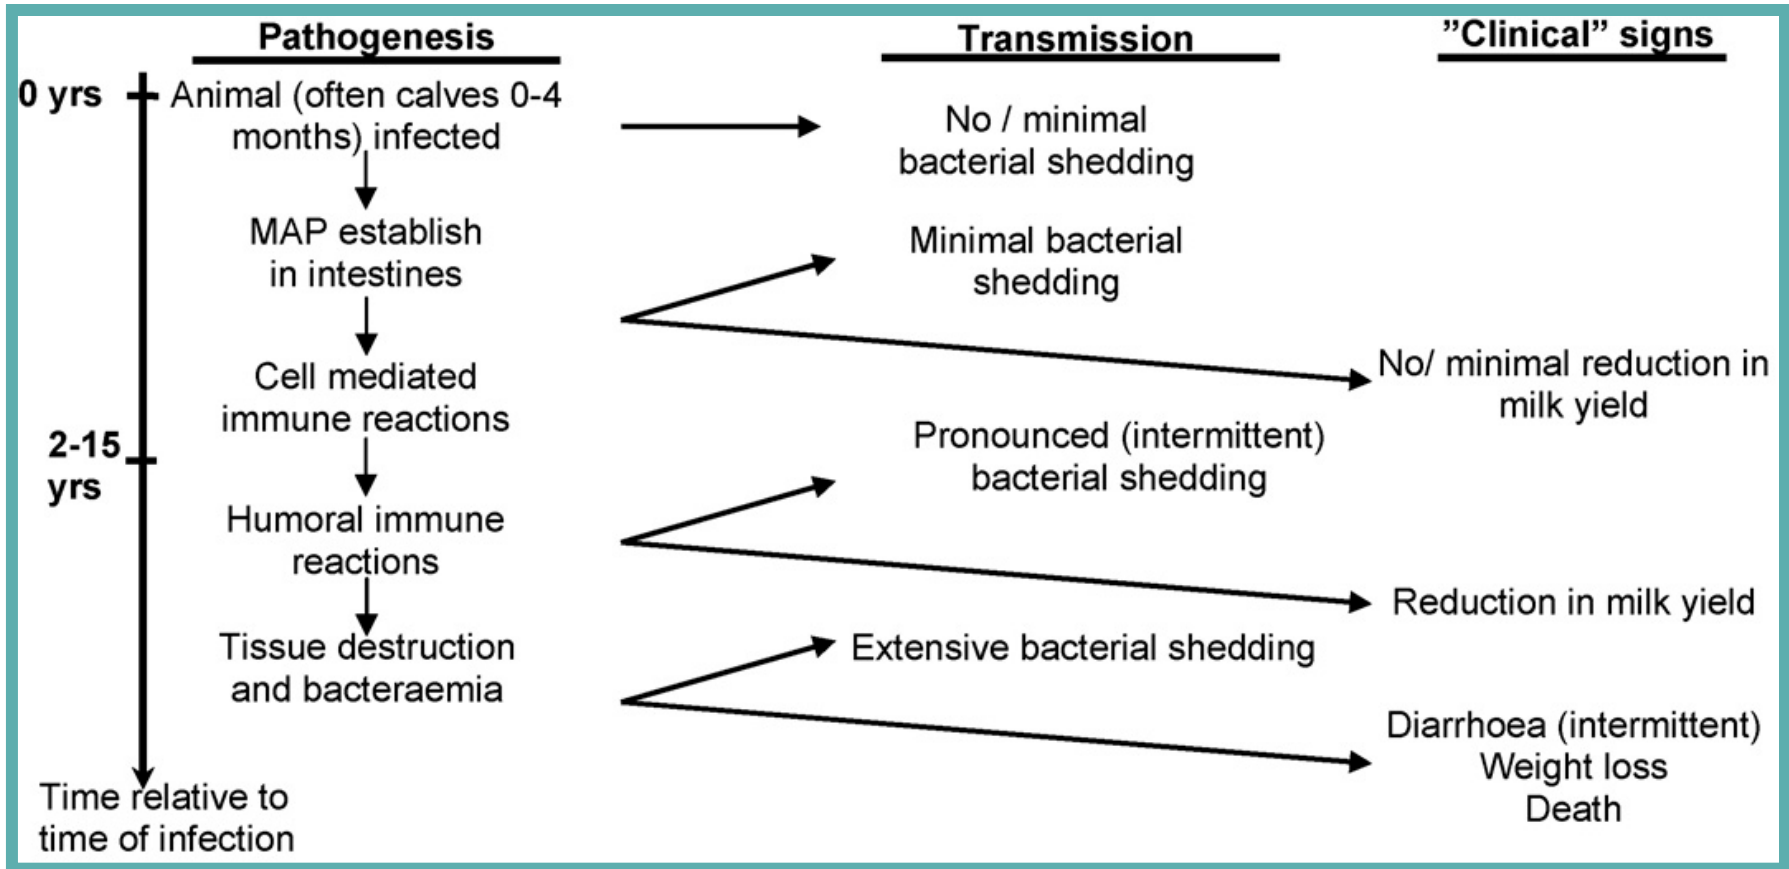 Pathogenesis
Transmission
”Clinical” signs
0 yrs
Animal (often calves 0-4
months) infected
No / minimal
bacterial shedding
MAP establish
in intestines
Minimal bacterial
shedding
Cell mediated
immune reactions
No/ minimal reduction in
milk yield
2-15
yrs
Pronounced (intermittent)
bacterial shedding
Humoral immune
reactions
Reduction in milk yield
Tissue destruction
and bacteraemia
Extensive bacterial shedding
Diarrhoea (intermittent)
Weight loss
Death
Time relative to
time of infection